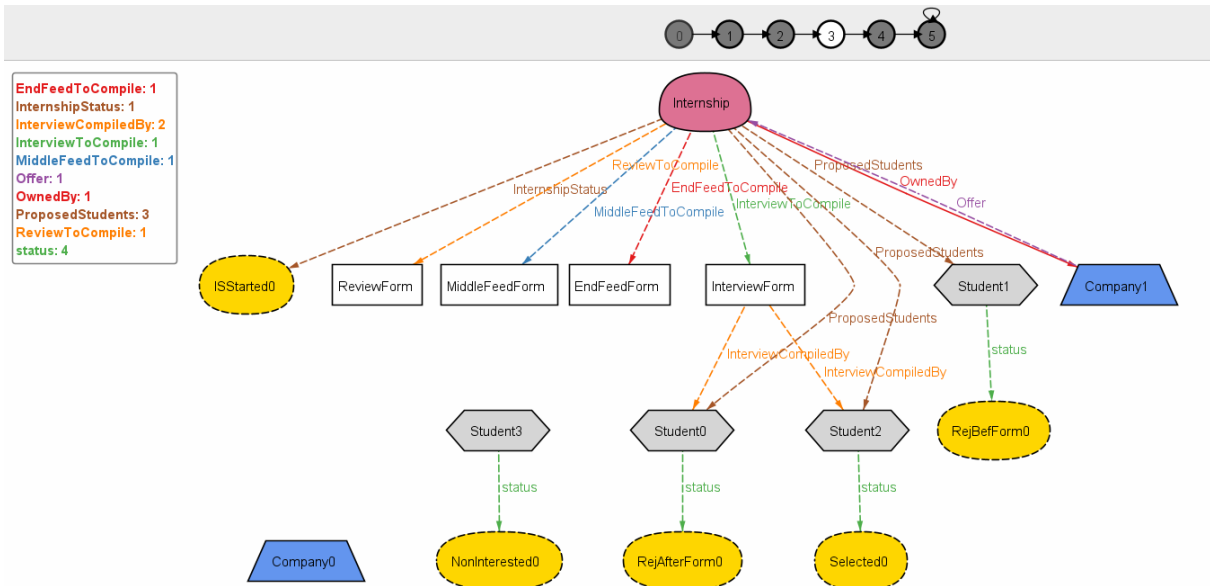 0
1
2
3
4
5
EndFeedToCompile: 1
InternshipStatus: 1
InterviewCompiledBy: 2
InterviewToCompile: 1
MiddleFeedToCompile: 1
Offer: 1
OwnedBy: 1
ProposedStudents: 3
ReviewToCompile: 1
status: 4
Internship
ReviewToCompile
ProposedStudents
InternshipStatus
EndFeedToCompile
OwnedBy
InterviewToCompile
Offer
MiddleFeedToCompile
ProposedStudents
ISStarted0
ReviewForm
MiddleFeedForm
EndFeedForm
InterviewForm
Student1
Company1
ProposedStudents
status
InterviewCompiledBy
InterviewCompiledBy
Student3
Student0
Student2
RejBefForm0
status
status
status
Company0
NonInterested0
RejAfterForm0
Selected0